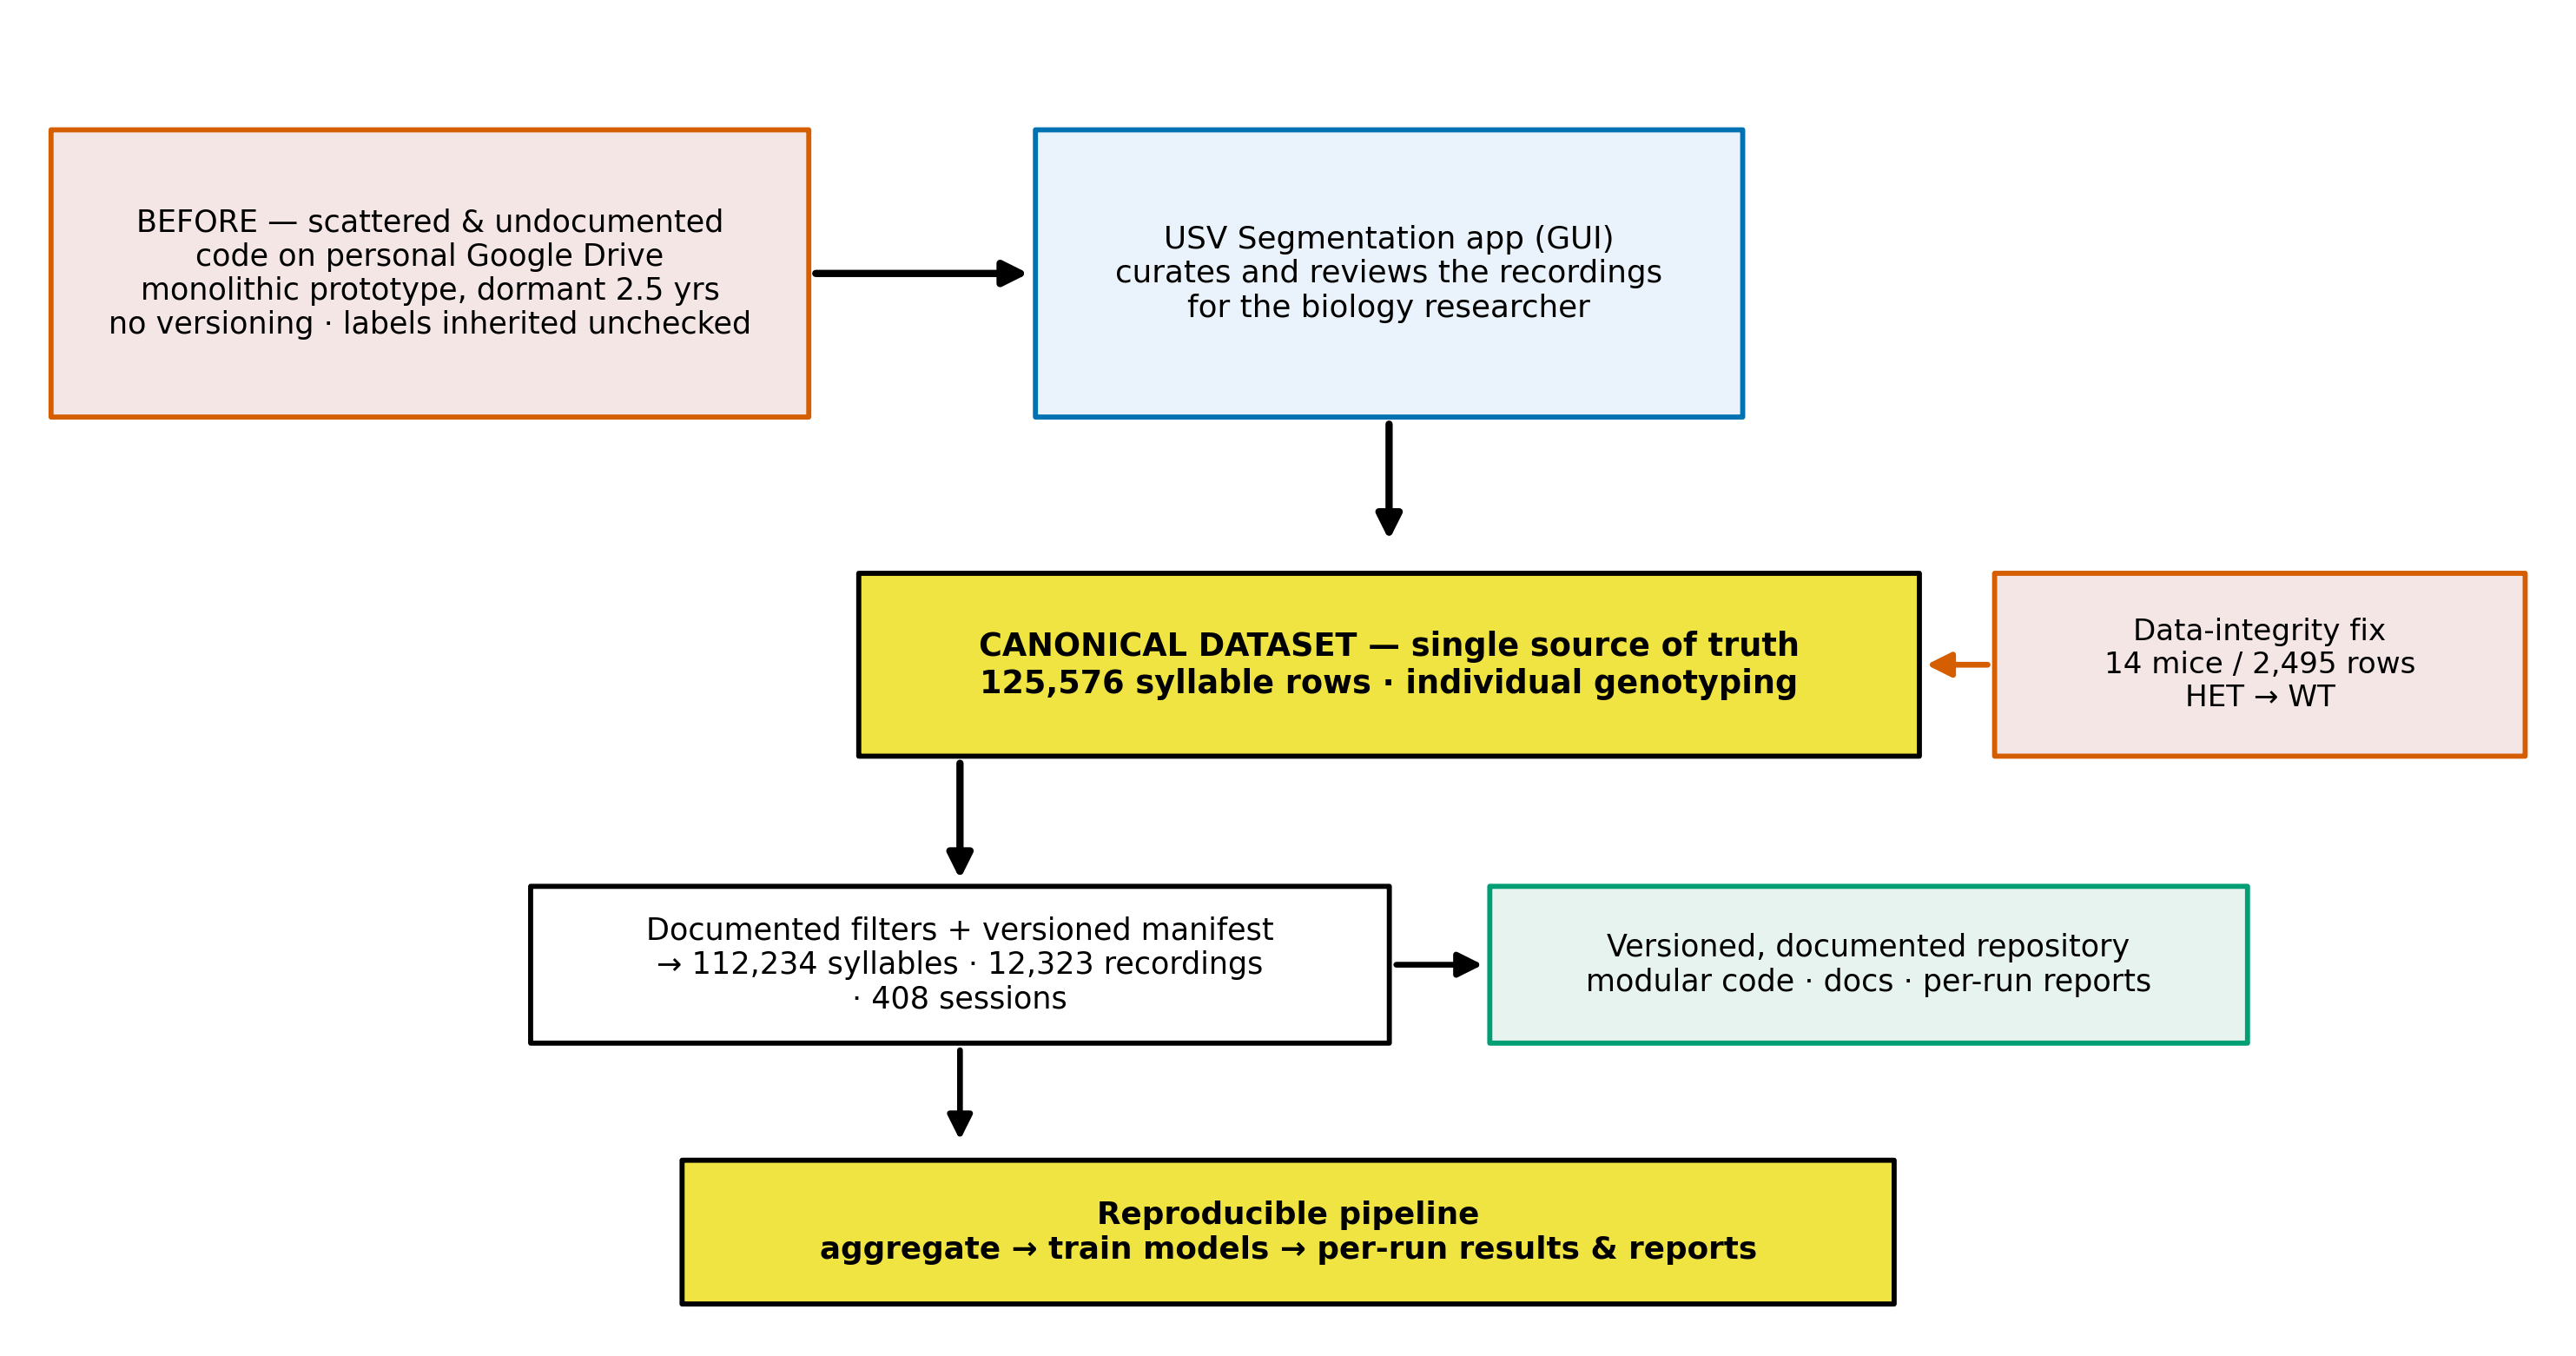 BEFORE — scattered & undocumented
code on personal Google Drive
monolithic prototype, dormant 2.5 yrs
no versioning · labels inherited unchecked
USV Segmentation app (GUI)
curates and reviews the recordings
for the biology researcher
CANONICAL DATASET — single source of truth
125,576 syllable rows · individual genotyping
Data-integrity fix
14 mice / 2,495 rows
HET → WT
Documented filters + versioned manifest
→ 112,234 syllables · 12,323 recordings
· 408 sessions
Versioned, documented repository
modular code · docs · per-run reports
Reproducible pipeline
aggregate → train models → per-run results & reports